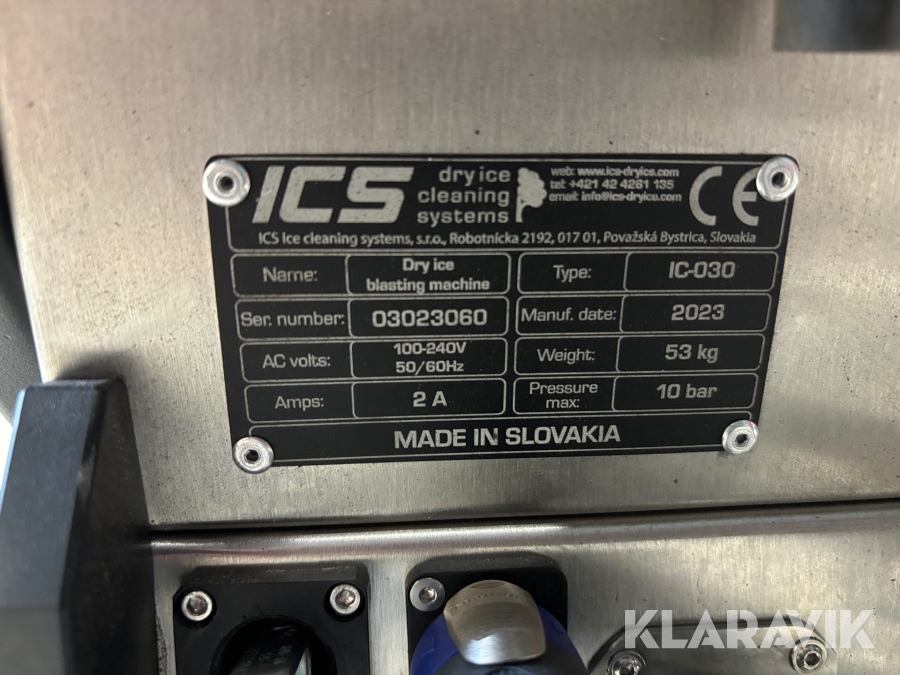 ICS
dry ice
cleaning
systems
web: www.ics-dryice.com
tel: +421 42 4261 135
email: info@ics-dryice.com
CE
ICS ice cleaning systems, s.r.o., Robotnícka 2192, 017 01, Považská Bystrica, Slovakia
Name:
Dry ice
blasting machine
Type:
IC-030
Ser. number:
03023060
Manuf. date:
2023
AC volts:
100-240V
50/60Hz
Weight:
53 kg
Amps:
2 A
Pressure
max:
10 bar
MADE IN SLOVAKIA
KLARAVIK